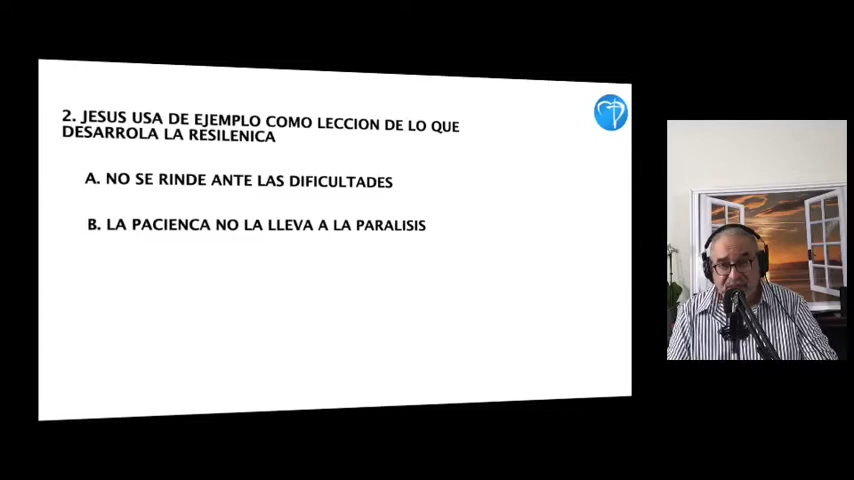 2. JESUS USA DE EJEMPLO COMO LECCION DE LO QUE
DESARROLA LA RESILENICA
A. NO SE RINDE ANTE LAS DIFICULTADES
B. LA PACIENCA NO LA LLEVA A LA PARALISIS